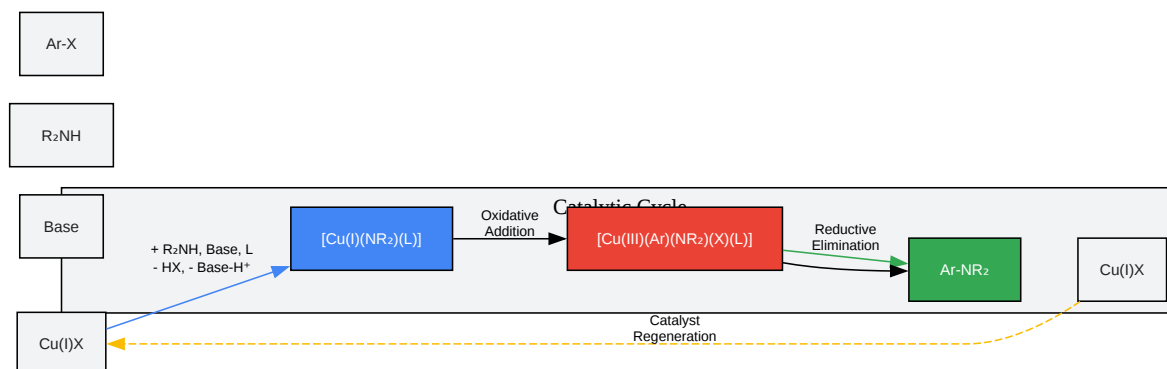 Ar-X
R₂NH
Base
Catalytic Cycle
+ R₂NH, Base, L
- HX, - Base-H⁺
[Cu(I)(NR₂)(L)]
Oxidative
Addition
[Cu(III)(Ar)(NR₂)(X)(L)]
Reductive
Elimination
Ar-NR₂
Cu(I)X
Cu(I)X
Catalyst
Regeneration